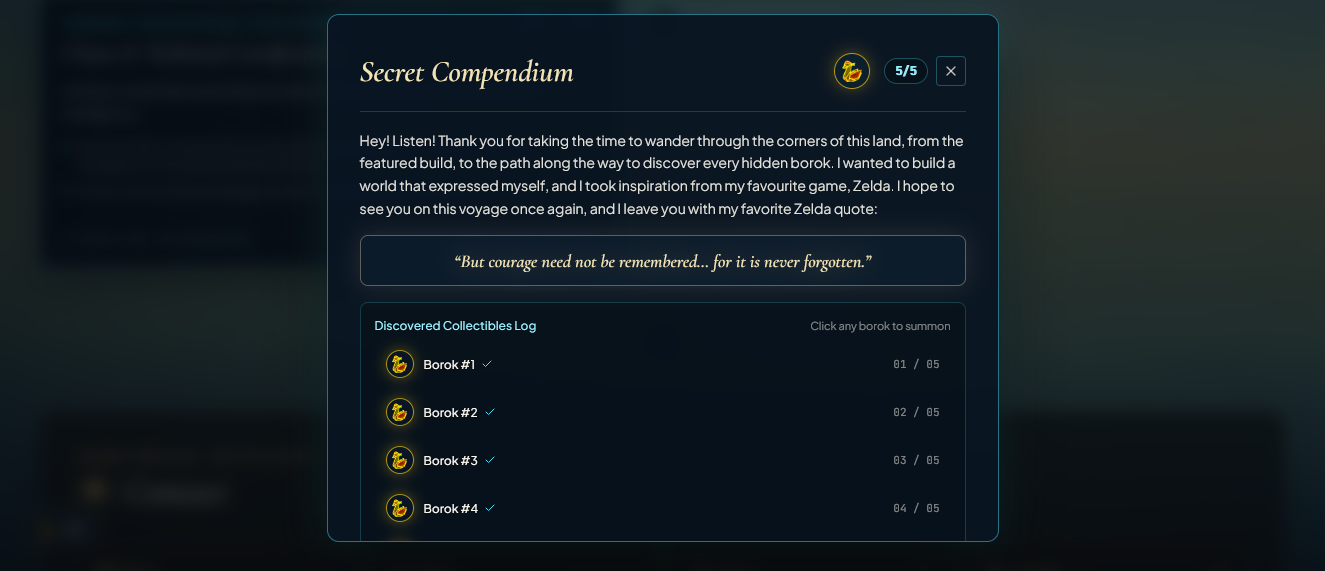 Secret Compendium
5/5
Hey! Listen! Thank you for taking the time to wander through the corners of this land, from the
featured build, to the path along the way to discover every hidden borok. I wanted to build a
world that expressed myself, and I took inspiration from my favourite game, Zelda. I hope to
see you on this voyage once again, and I leave you with my favorite Zelda quote:
“But courage need not be remembered... for it is never forgotten.”
Discovered Collectibles Log Click any borok to summon
Borok #1 01 / 05
Borok #2 02 / 05
Borok #3 03 / 05
Borok #4 04 / 05